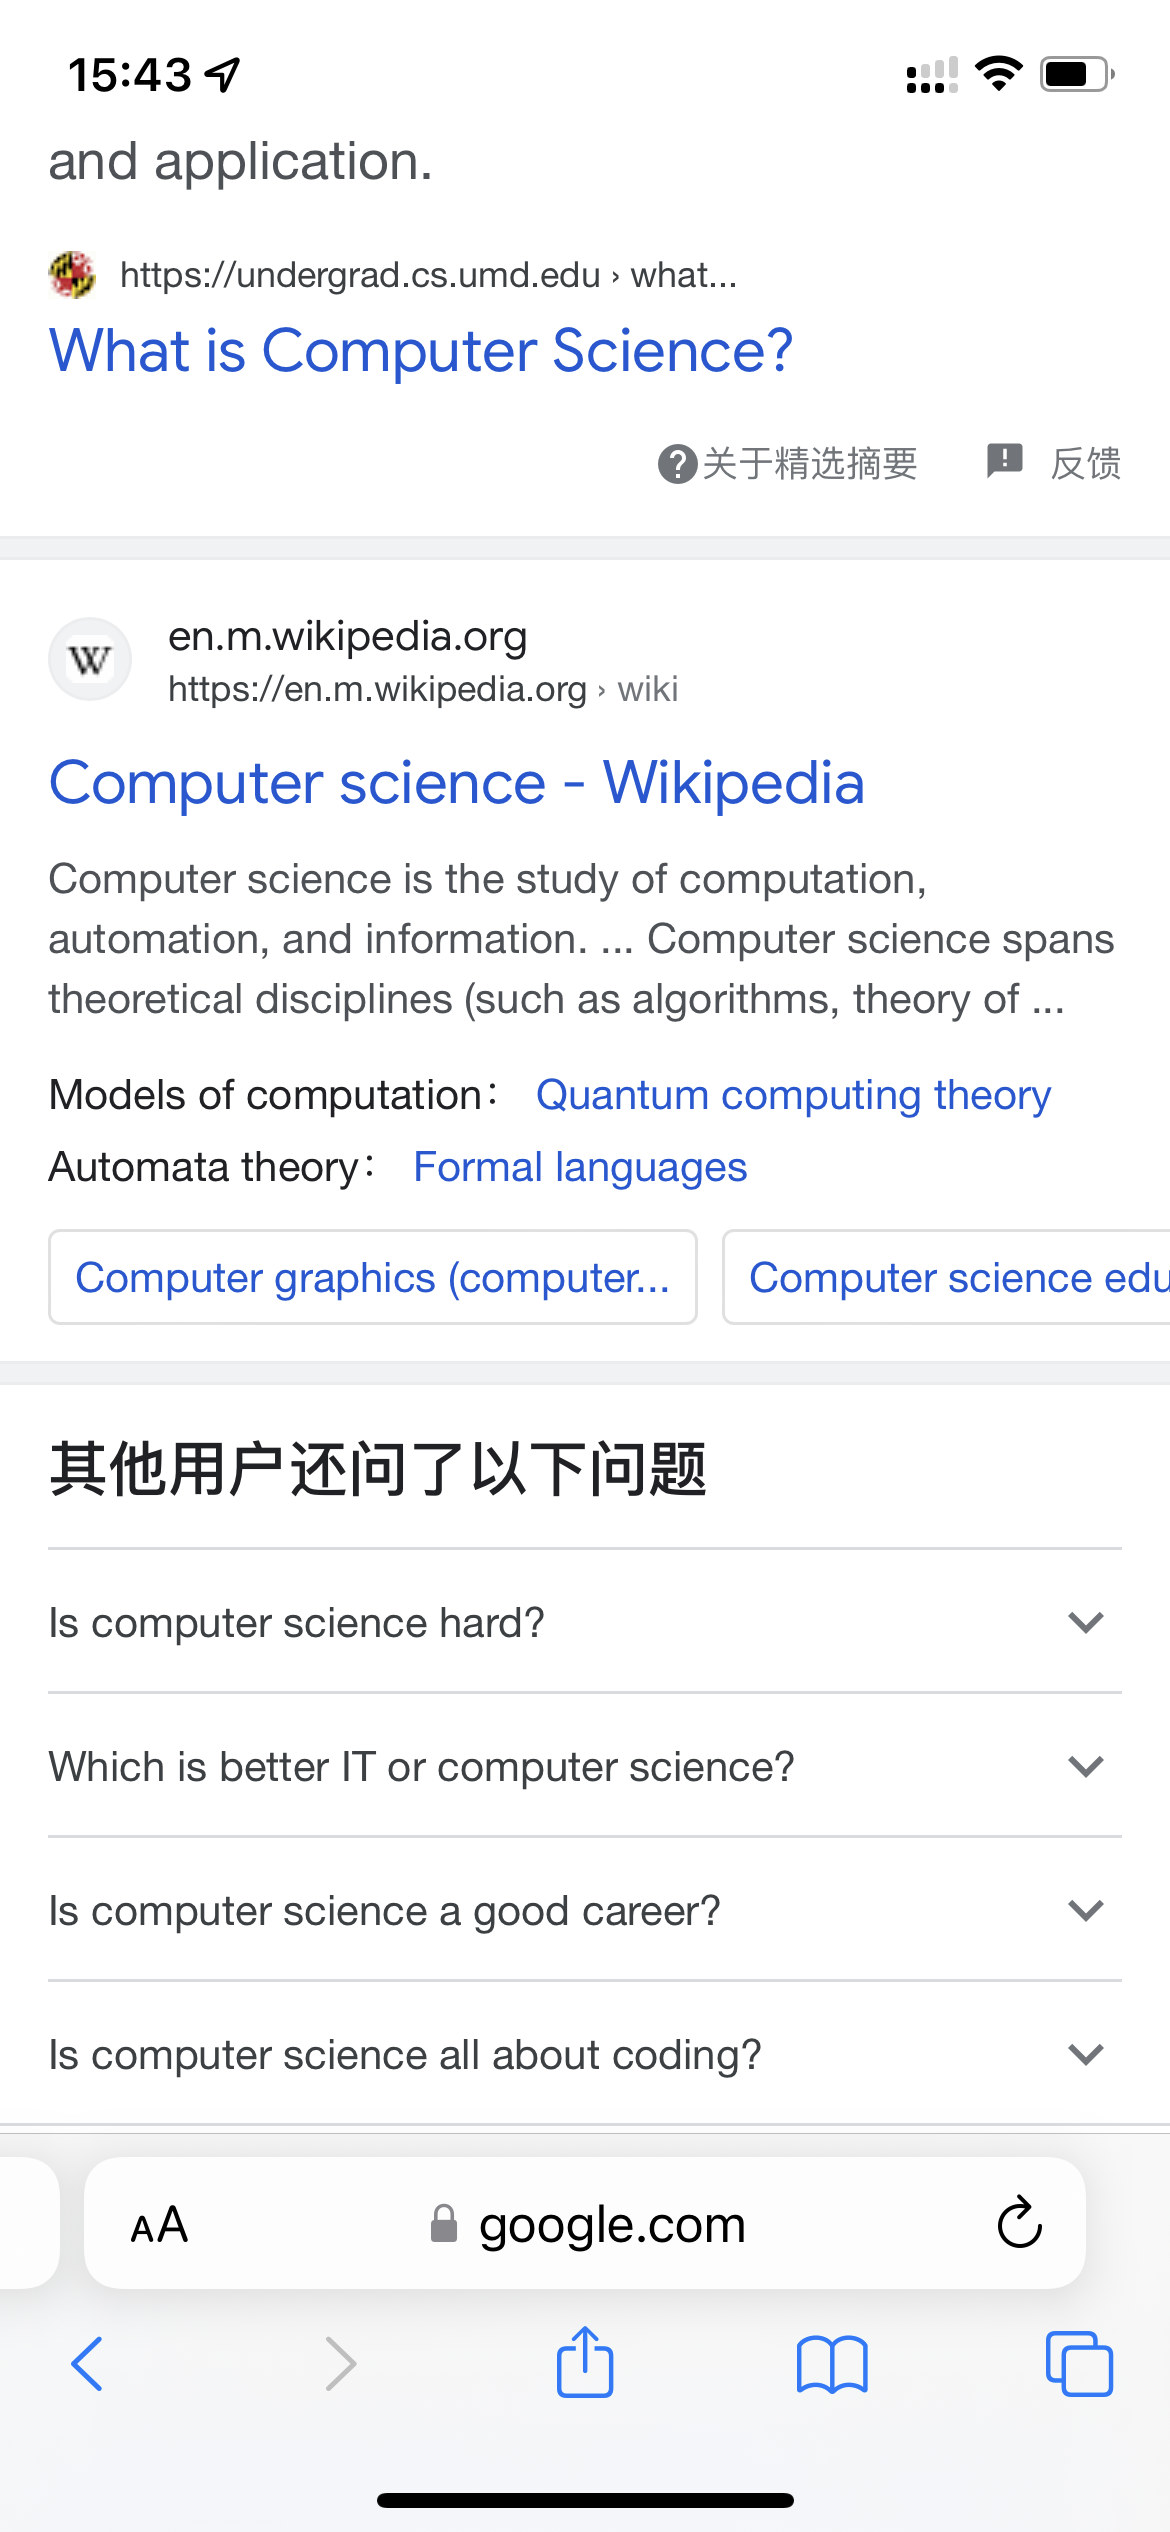 15:43
and application.
https://undergrad.cs.umd.edu › what...
What is Computer Science?
关于精选摘要 反馈
W
en.m.wikipedia.org
https://en.m.wikipedia.org › wiki
Computer science - Wikipedia
Computer science is the study of computation,
automation, and information. ... Computer science spans
theoretical disciplines (such as algorithms, theory of ...
Models of computation： Quantum computing theory
Automata theory： Formal languages
Computer graphics (computer... Computer science edu
其他用户还问了以下问题
Is computer science hard?
Which is better IT or computer science?
Is computer science a good career?
Is computer science all about coding?
AA google.com